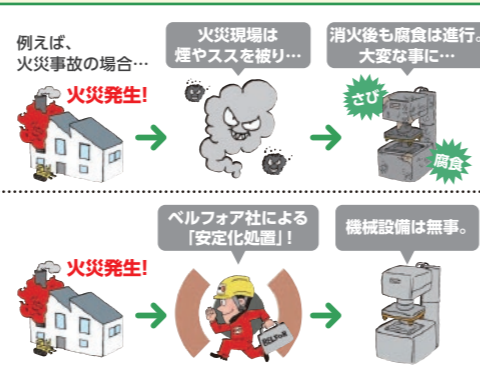 例えば、
火災事故の場合…
火災発生!
火災現場は
煙やススを被り…
消火後も腐食は進行。
大変な事に…
さび
腐食
火災発生!
ベルフォア社による
「安定化処置」!
機械設備は無事。
BELFOR